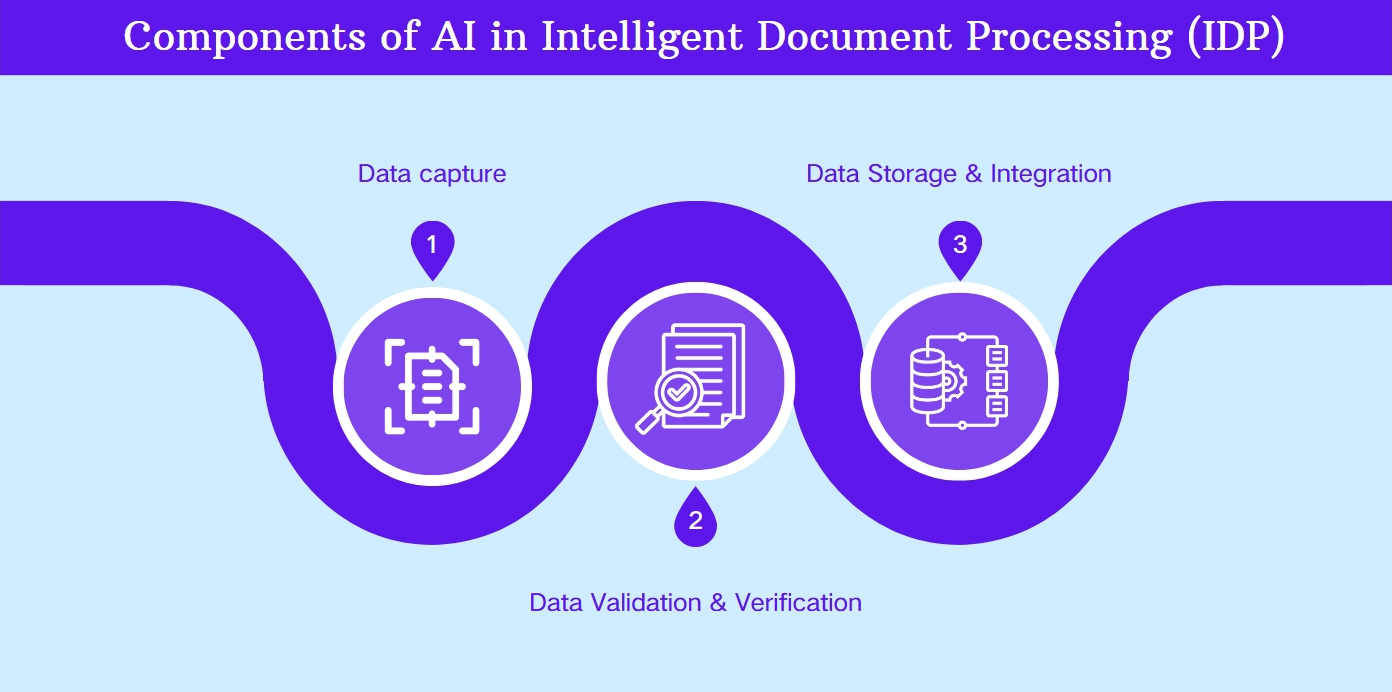 Components of AI in Intelligent Document Processing (IDP)
Data capture
1
Data Validation & Verification
2
Data Storage & Integration
3